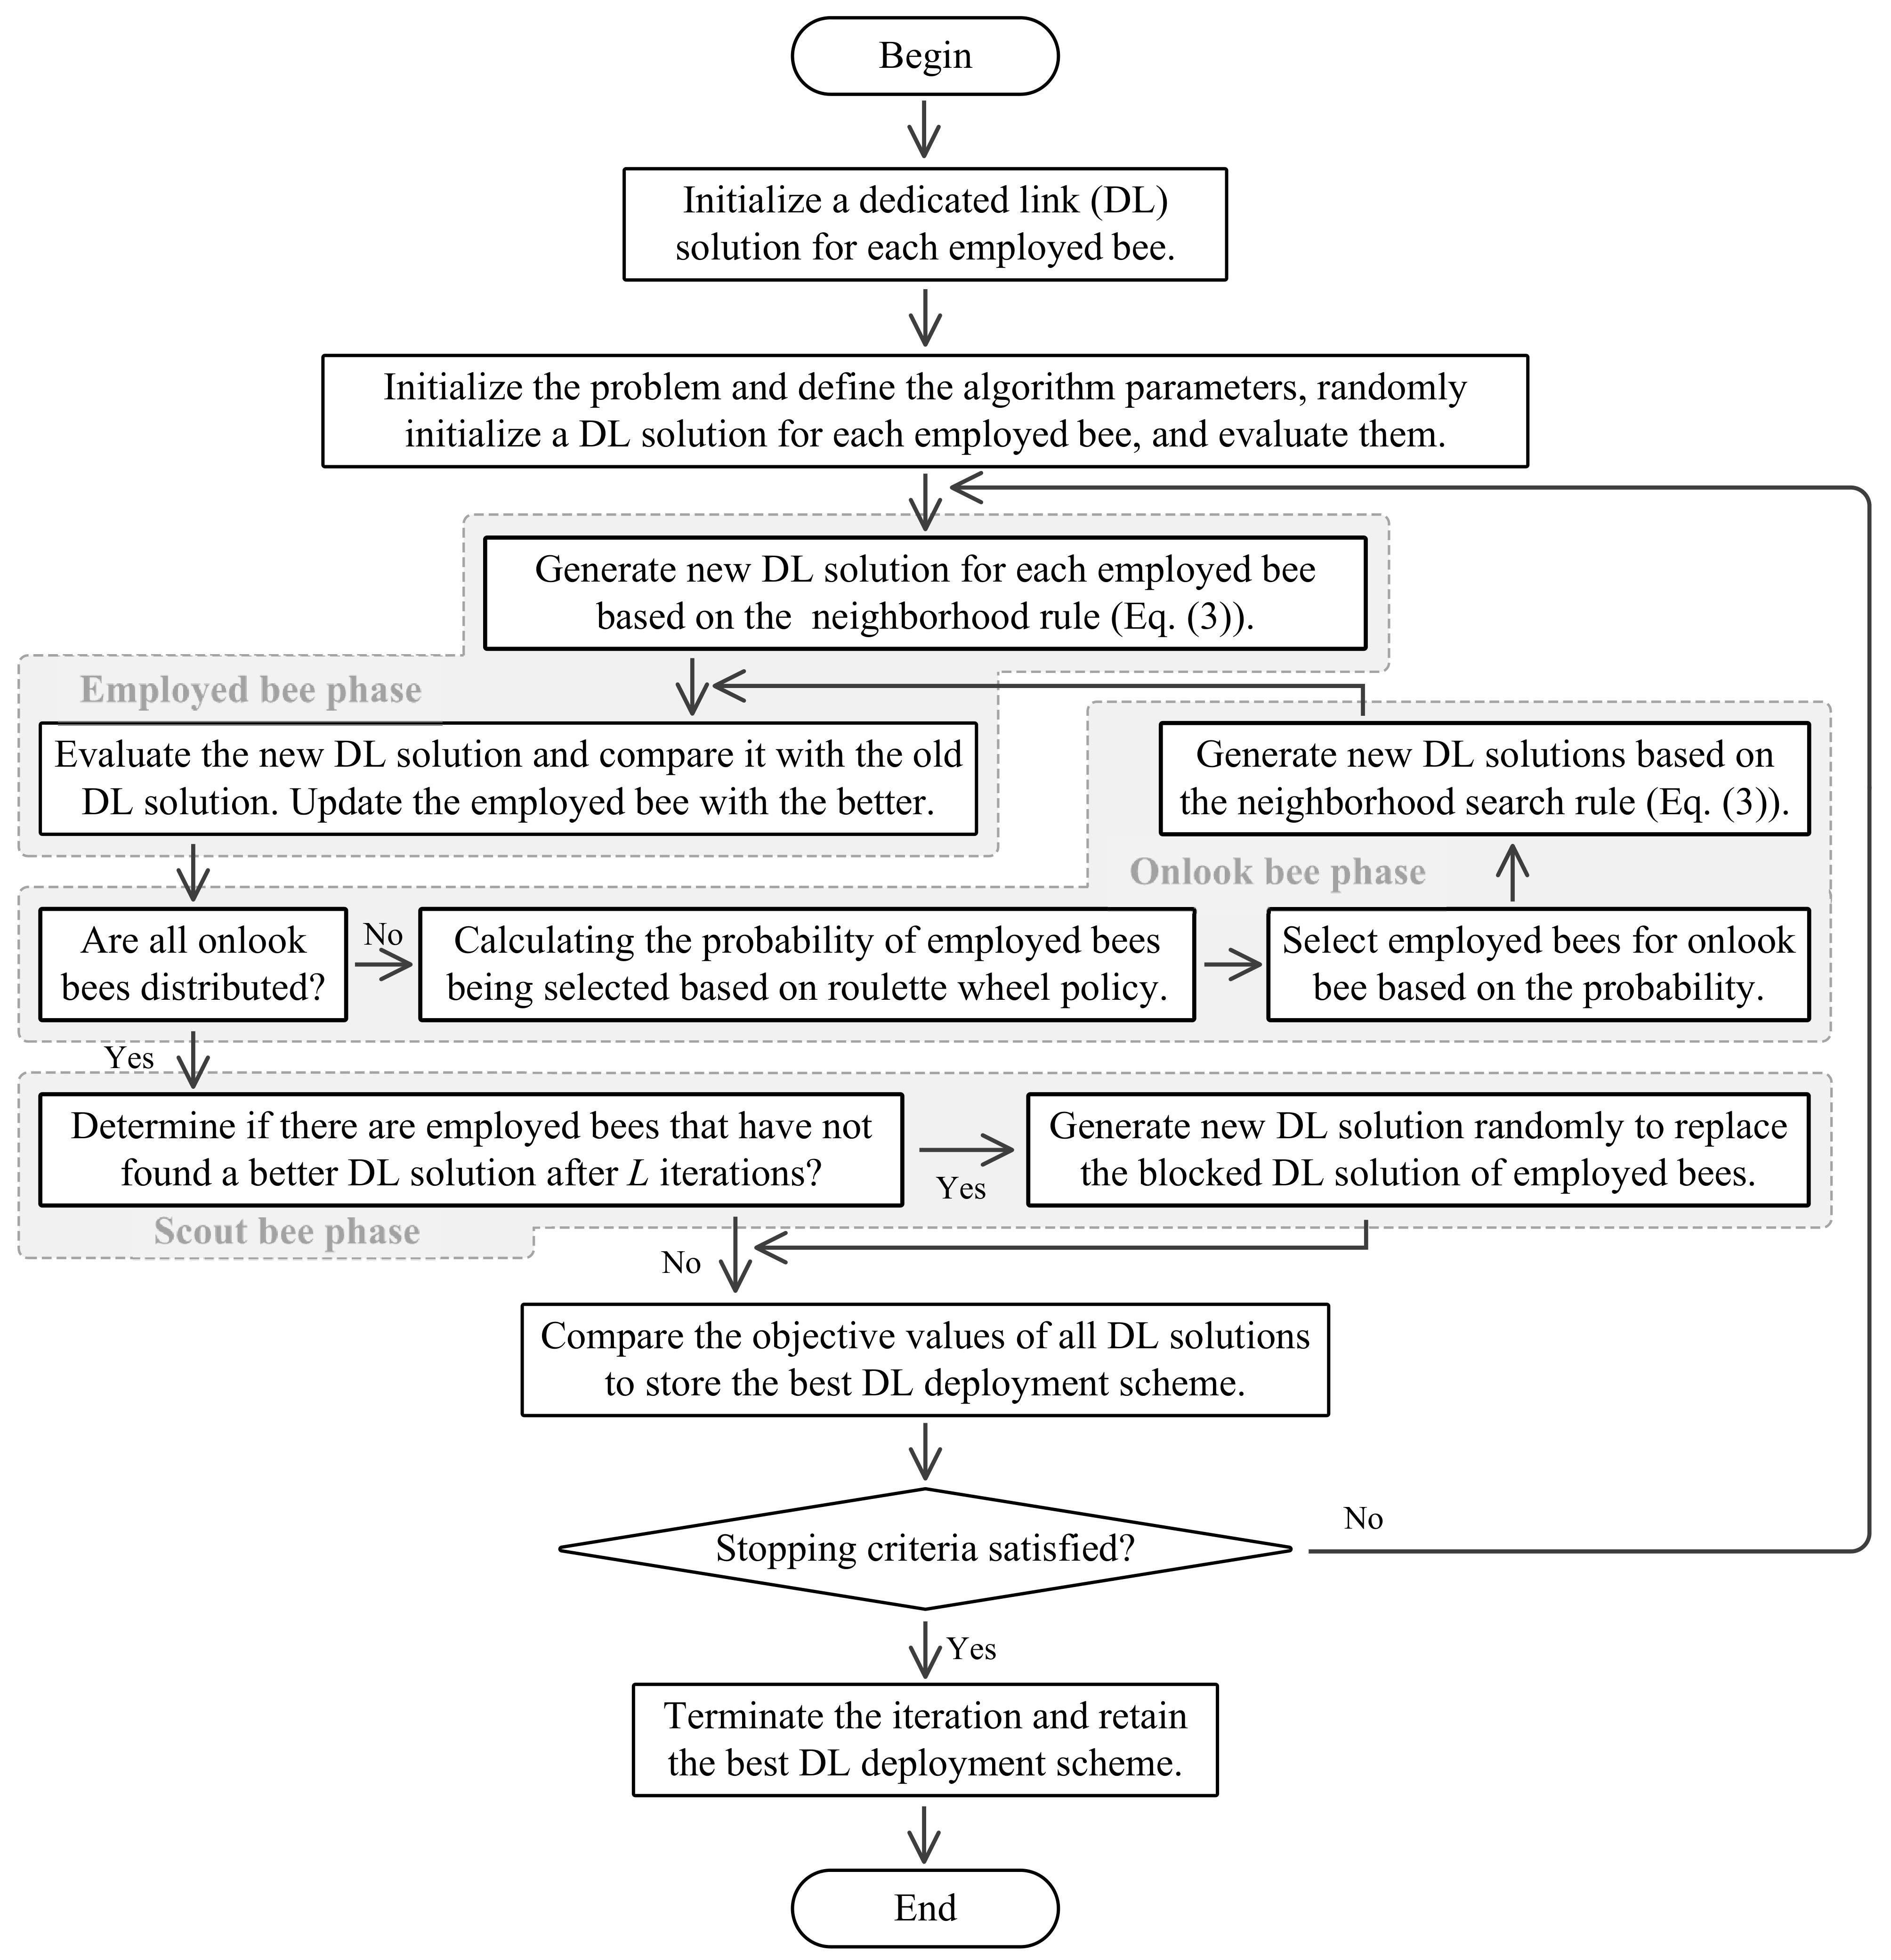 Begin
Initialize a dedicated link (DL)
solution for each employed bee.
Initialize the problem and define the algorithm parameters, randomly
initialize a DL solution for each employed bee, and evaluate them.
Generate new DL solution for each employed bee
based on the neighborhood rule (Eq. (3)).
Employed bee phase
Evaluate the new DL solution and compare it with the old
DL solution. Update the employed bee with the better.
Generate new DL solutions based on
the neighborhood search rule (Eq. (3)).
Onlook bee phase
Are all onlook
bees distributed?
No
Calculating the probability of employed bees
being selected based on roulette wheel policy.
Select employed bees for onlook
bee based on the probability.
Yes
Determine if there are employed bees that have not
found a better DL solution after L iterations?
Yes
Generate new DL solution randomly to replace
the blocked DL solution of employed bees.
Scout bee phase
No
Compare the objective values of all DL solutions
to store the best DL deployment scheme.
Stopping criteria satisfied?
No
Yes
Terminate the iteration and retain
the best DL deployment scheme.
End